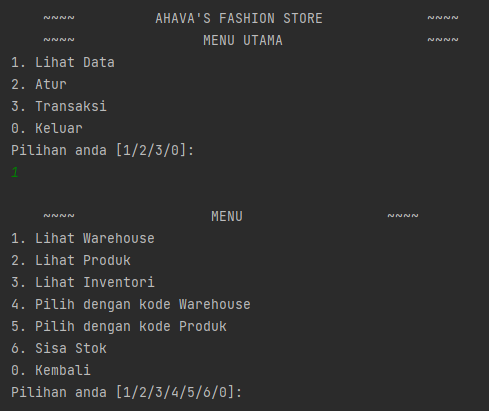 ~~~~ AHAVA'S FASHION STORE ~~~~
~~~~ MENU UTAMA ~~~~
1. Lihat Data
2. Atur
3. Transaksi
0. Keluar
Pilihan anda [1/2/3/0]:
1
~~~~ MENU ~~~~
1. Lihat Warehouse
2. Lihat Produk
3. Lihat Inventori
4. Pilih dengan kode Warehouse
5. Pilih dengan kode Produk
6. Sisa Stok
0. Kembali
Pilihan anda [1/2/3/4/5/6/0]: